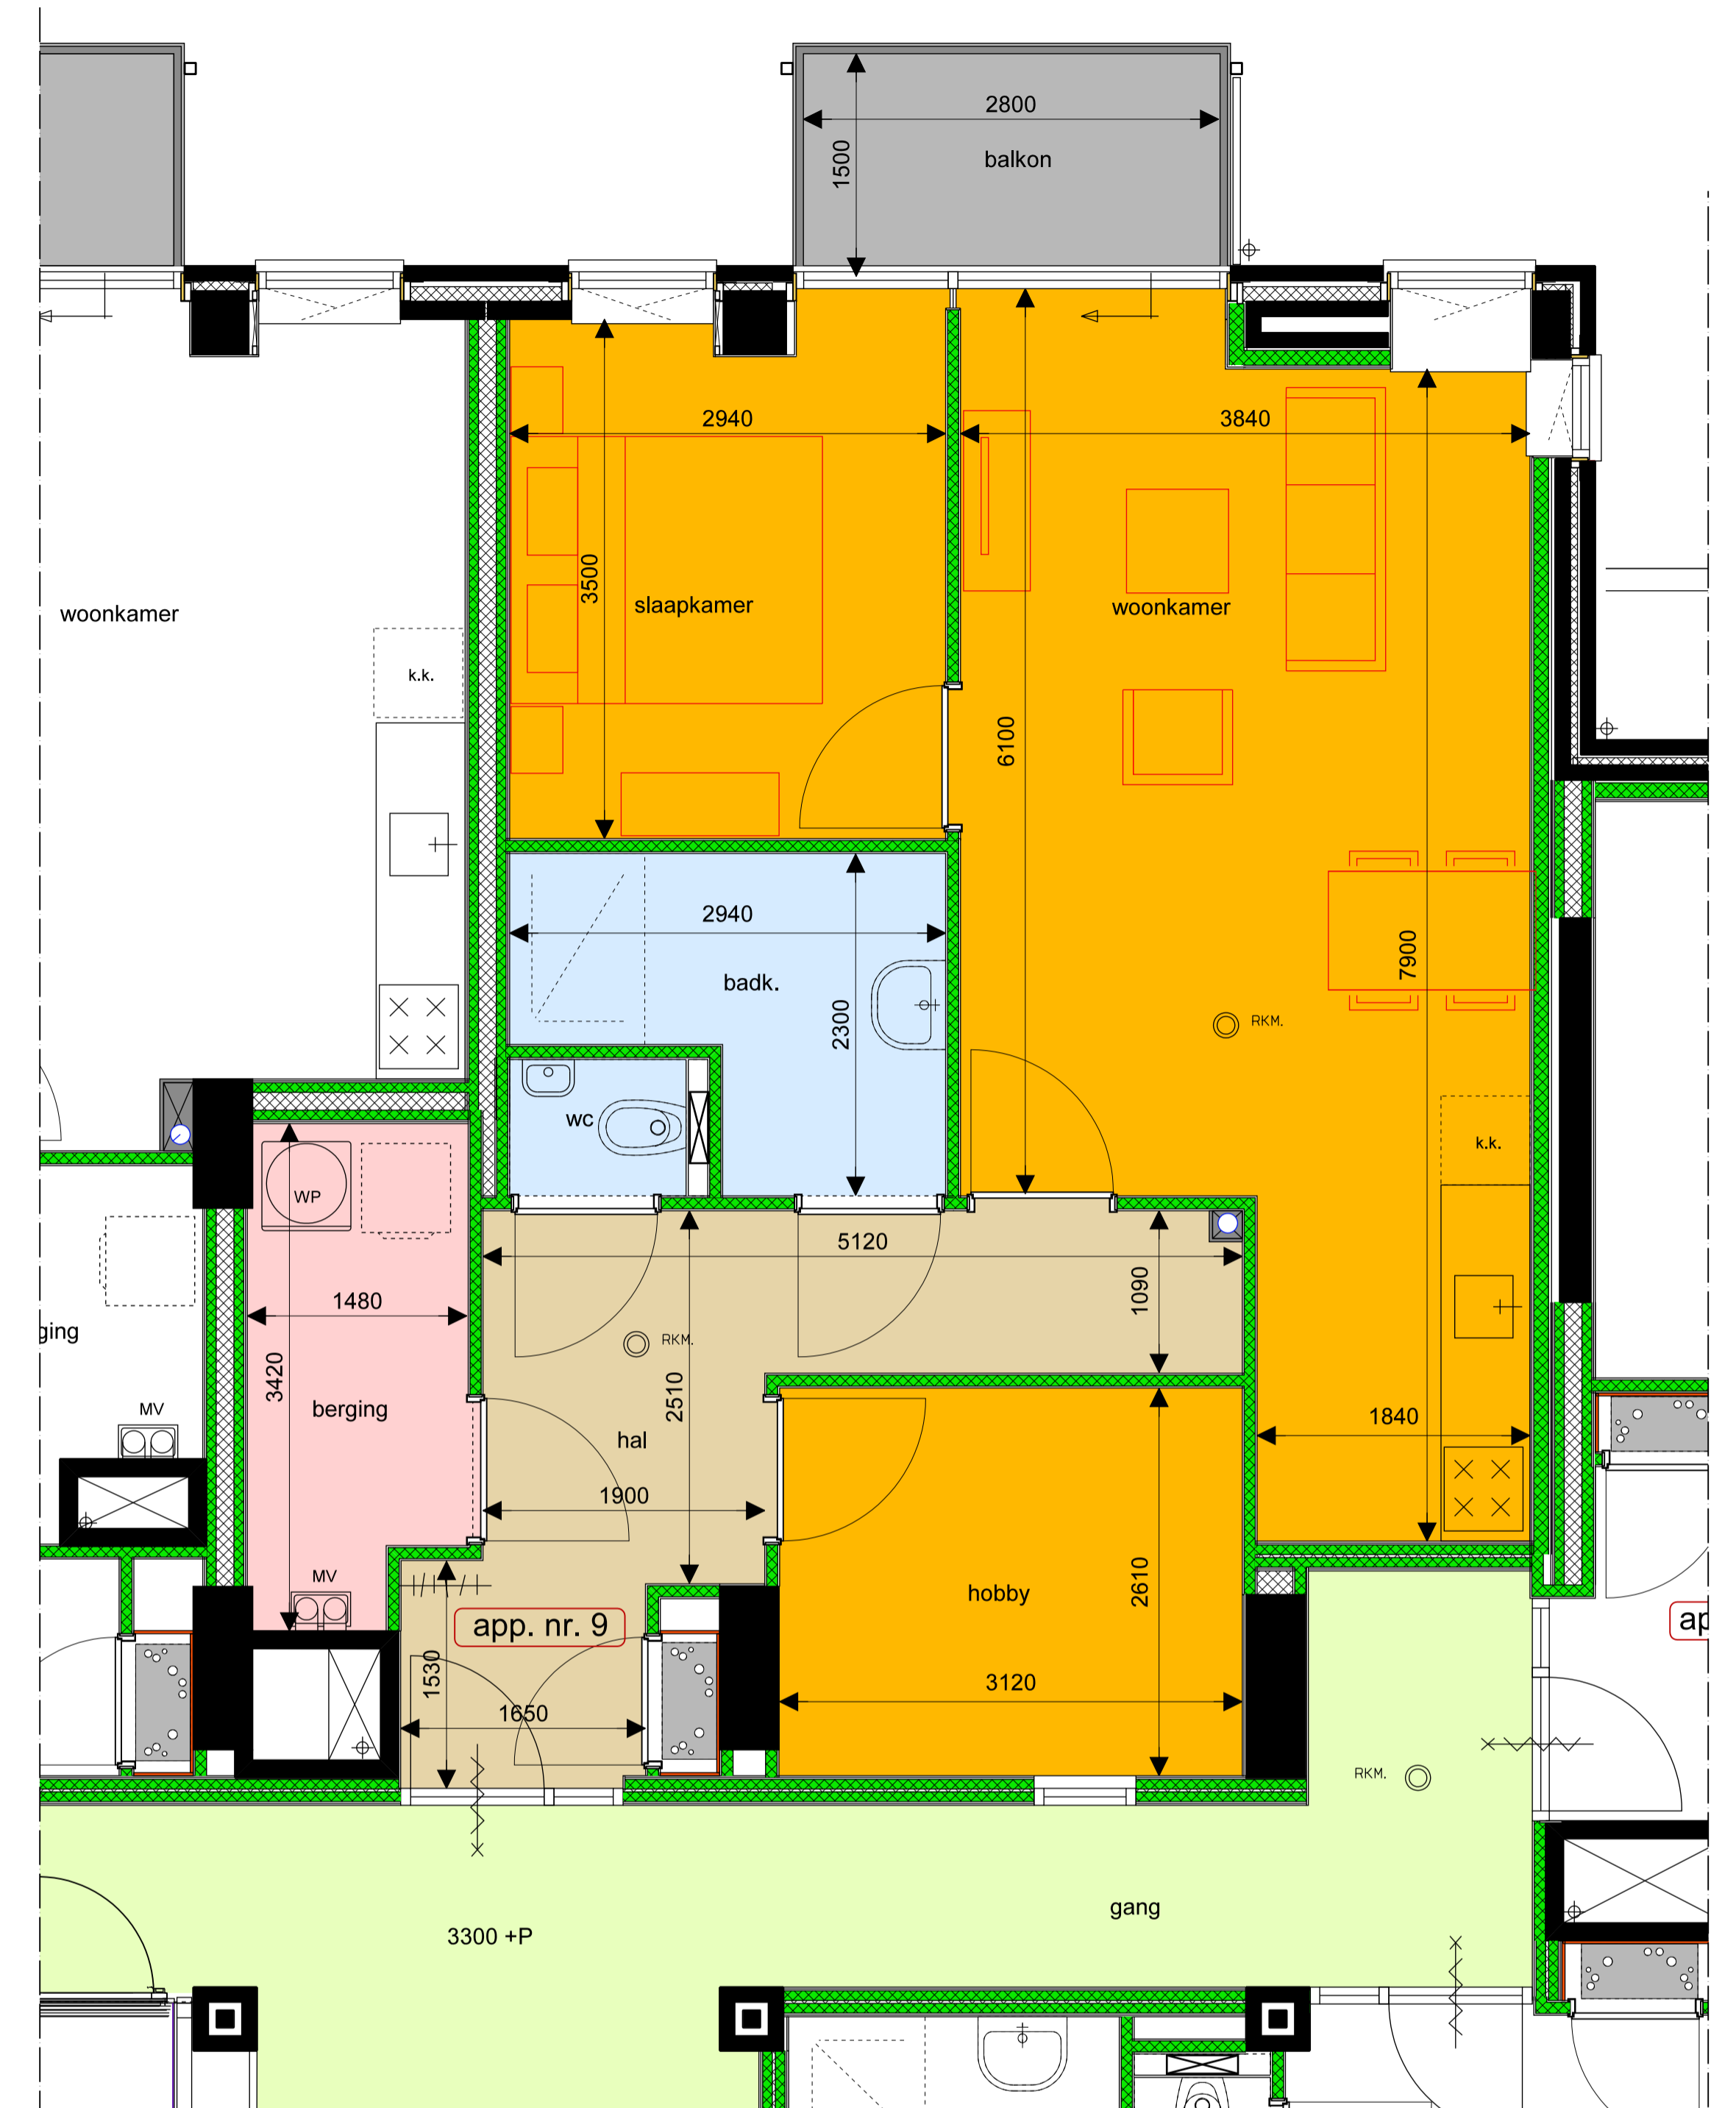 2800
balkon
1500
2940
3840
3500
slaapkamer
woonkamer
woonkamer
k.k.
6100
7900
2940
badk.
2300
RKM.
wc
k.k.
WP
5120
1090
1480
RKM.
ging
3420
2510
MV
berging
hal
1840
1900
MV
hobby
2610
app. nr. 9
ap
1530
3120
1650
RKM.
gang
3300 +P